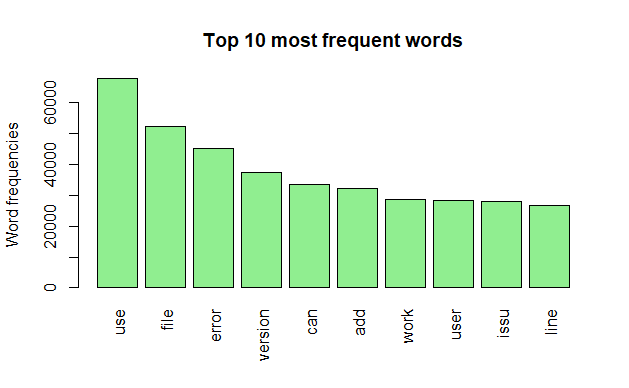 Top 10 most frequent words
Word frequencies
60000
40000
20000
0
use
file
error
version
can
add
work
user
issu
line